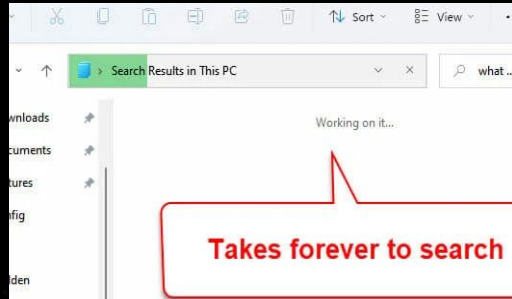 Sort
View
Search Results in This PC
what ...
wnloads
Working on it...
cuments
tures
Takes forever to search
nfig
lden